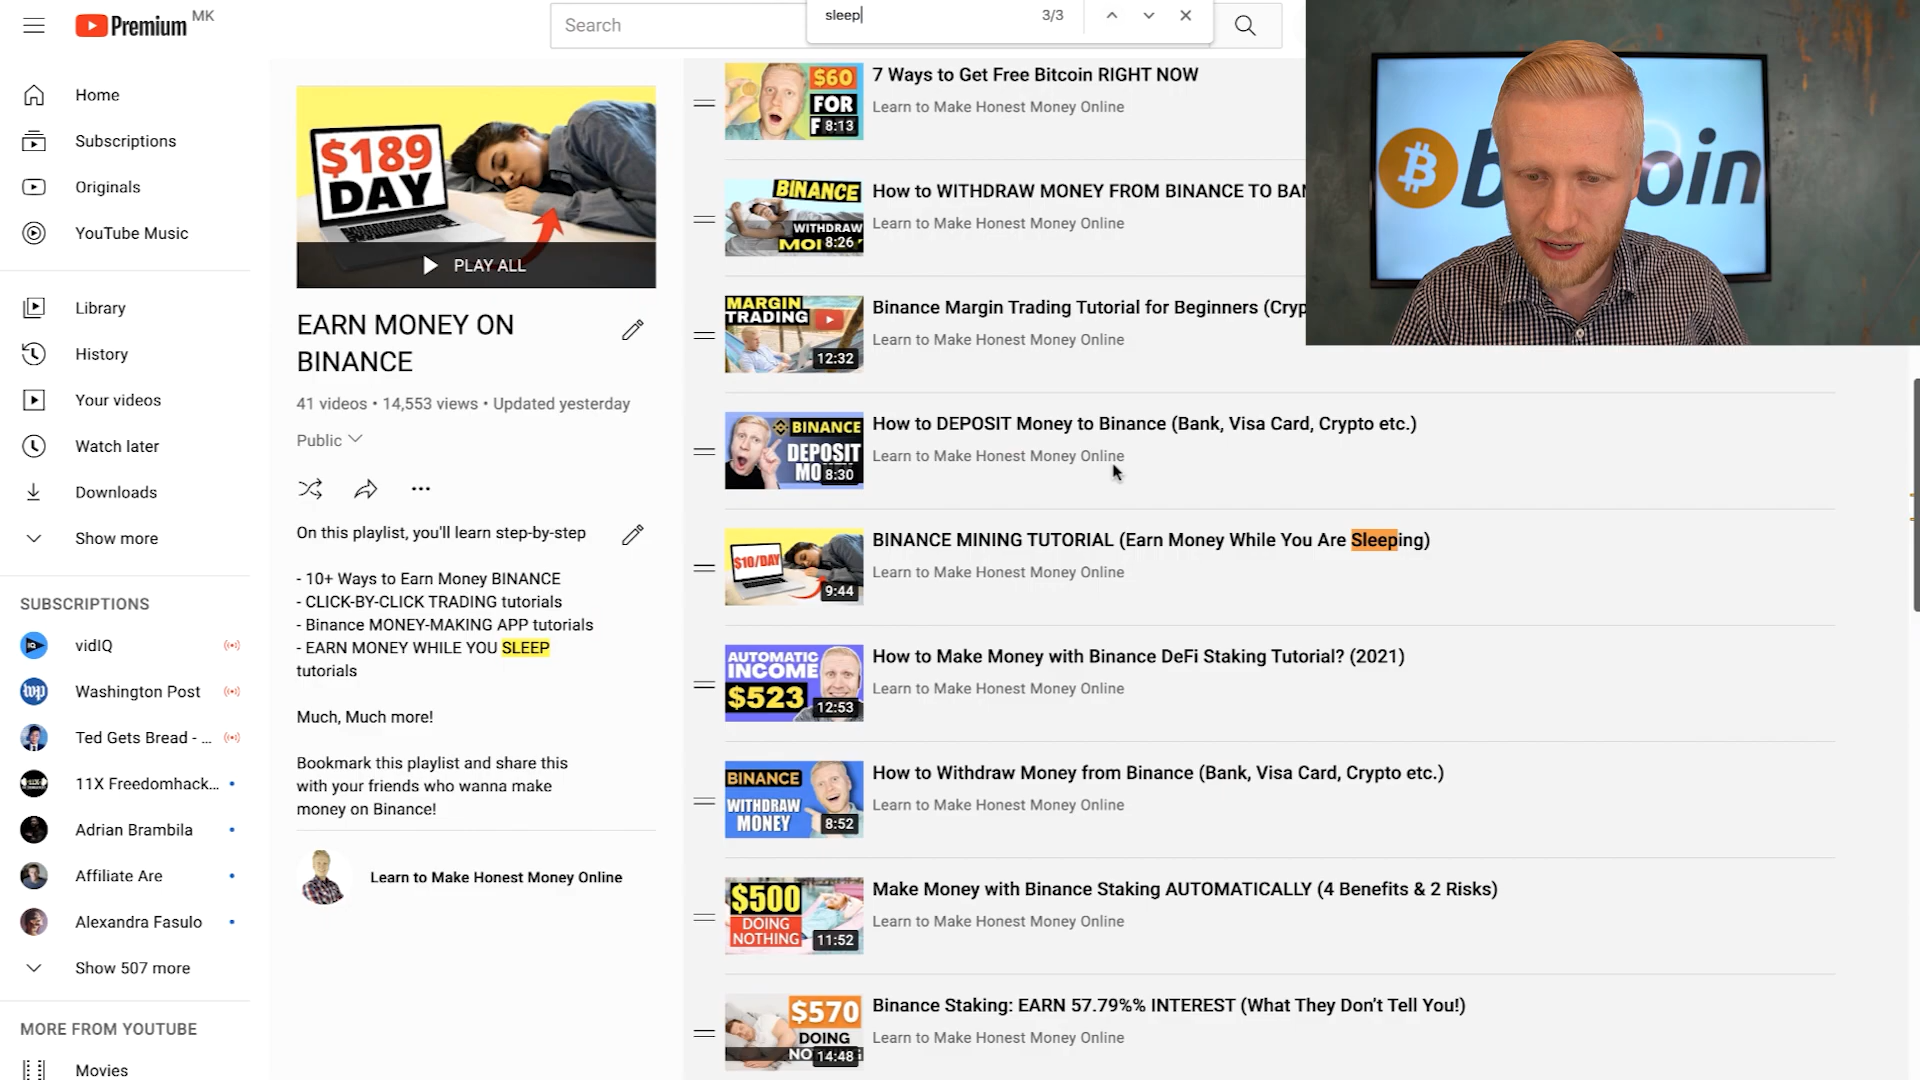 Premium
MK
Search
sleep
3/3
Home
Subscriptions
Originals
YouTube Music
Library
History
Your videos
Watch later
Downloads
Show more
SUBSCRIPTIONS
vidIQ
Washington Post
Ted Gets Bread - ...
11X Freedomhack...
Adrian Brambila
Affiliate Are
Alexandra Fasulo
Show 507 more
MORE FROM YOUTUBE
Movies
$189
DAY
PLAY ALL
EARN MONEY ON
BINANCE
41 videos • 14,553 views • Updated yesterday
Public
On this playlist, you'll learn step-by-step
- 10+ Ways to Earn Money BINANCE
- CLICK-BY-CLICK TRADING tutorials
- Binance MONEY-MAKING APP tutorials
- EARN MONEY WHILE YOU SLEEP
tutorials
Much, Much more!
Bookmark this playlist and share this
with your friends who wanna make
money on Binance!
Learn to Make Honest Money Online
$60
FOR
8:13
7 Ways to Get Free Bitcoin RIGHT NOW
Learn to Make Honest Money Online
BINANCE
WITHDRAW
8:26
How to WITHDRAW MONEY FROM BINANCE TO BAN
Learn to Make Honest Money Online
MARGIN
TRADING
12:32
Binance Margin Trading Tutorial for Beginners (Cryp
Learn to Make Honest Money Online
BINANCE
DEPOSIT
8:30
How to DEPOSIT Money to Binance (Bank, Visa Card, Crypto etc.)
Learn to Make Honest Money Online
$10/DAY
9:44
BINANCE MINING TUTORIAL (Earn Money While You Are Sleeping)
Learn to Make Honest Money Online
AUTOMATIC
INCOME
$523
12:53
How to Make Money with Binance DeFi Staking Tutorial? (2021)
Learn to Make Honest Money Online
BINANCE
WITHDRAW
MONEY
8:52
How to Withdraw Money from Binance (Bank, Visa Card, Crypto etc.)
Learn to Make Honest Money Online
$500
DOING
NOTHING
11:52
Make Money with Binance Staking AUTOMATICALLY (4 Benefits & 2 Risks)
Learn to Make Honest Money Online
$570
DOING
14:48
Binance Staking: EARN 57.79%% INTEREST (What They Don't Tell You!)
Learn to Make Honest Money Online